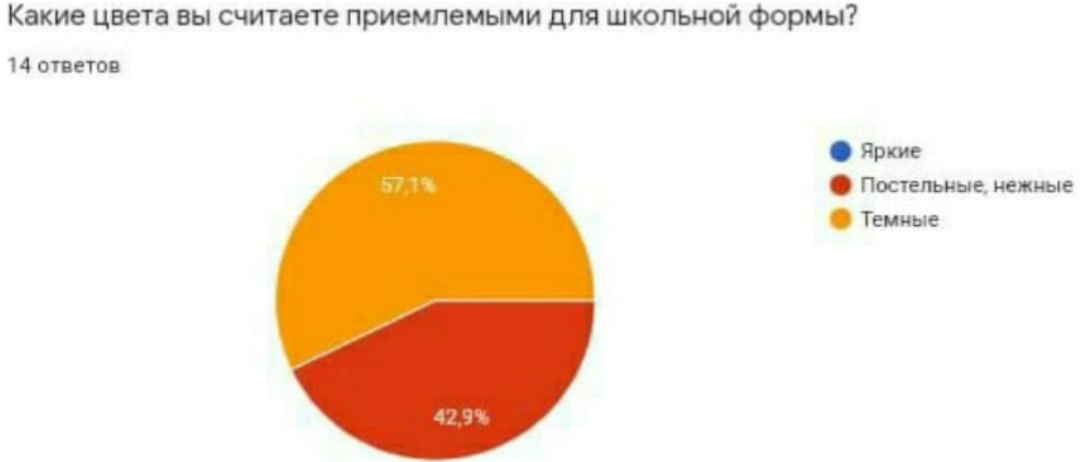 Какие цвета вы считаете приемлемыми для школьной формы?
14 ответов
57,1%
42,9%
Яркие
Постельные, нежные
Темные